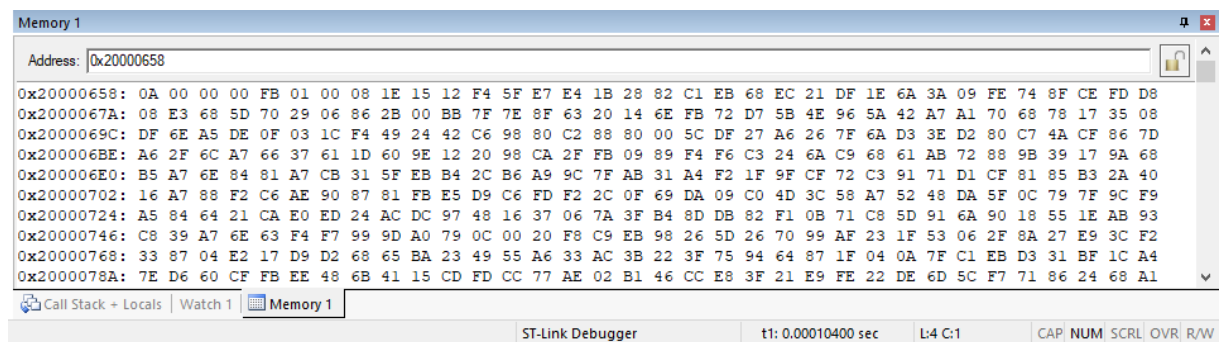 Memory 1
Address: 0x20000658
0x20000658: 0A 00 00 00 FB 01 00 08 1E 15 12 F4 5F E7 E4 1B 28 82 C1 EB 68 EC 21 DF 1E 6A 3A 09 FE 74 8F CE FD D8
0x2000067A: 08 E3 68 5D 70 29 06 86 2B 00 BB 7F 7E 8F 63 20 14 6E FB 72 D7 5B 4E 96 5A 42 A7 A1 70 68 78 17 35 08
0x2000069C: DF 6E A5 DE 0F 03 1C F4 49 24 42 C6 98 80 C2 88 80 00 5C DF 27 A6 26 7F 6A D3 3E D2 80 C7 4A CF 86 7D
0x200006BE: A6 2F 6C A7 66 37 61 1D 60 9E 12 20 98 CA 2F FB 09 89 F4 F6 C3 24 6A C9 68 61 AB 72 88 9B 39 17 9A 68
0x200006E0: B5 A7 6E 84 81 A7 CB 31 5F EB B4 2C B6 A9 9C 7F AB 31 A4 F2 1F 9F CF 72 C3 91 71 D1 CF 81 85 B3 2A 40
0x20000702: 16 A7 88 F2 C6 AE 90 87 81 FB E5 D9 C6 FD F2 2C 0F 69 DA 09 C0 4D 3C 58 A7 52 48 DA 5F 0C 79 7F 9C F9
0x20000724: A5 84 64 21 CA E0 ED 24 AC DC 97 48 16 37 06 7A 3F B4 8D DB 82 F1 0B 71 C8 5D 91 6A 90 18 55 1E AB 93
0x20000746: C8 39 A7 6E 63 F4 F7 99 9D A0 79 0C 00 20 F8 C9 EB 98 26 5D 26 70 99 AF 23 1F 53 06 2F 8A 27 E9 3C F2
0x20000768: 33 87 04 E2 17 D9 D2 68 65 BA 23 49 55 A6 33 AC 3B 22 3F 75 94 64 87 1F 04 0A 7F C1 EB D3 31 BF 1C A4
0x2000078A: 7E D6 60 CF FB EE 48 6B 41 15 CD FD CC 77 AE 02 B1 46 CC E8 3F 21 E9 FE 22 DE 6D 5C F7 71 86 24 68 A1
Call Stack + Locals Watch 1 Memory 1
ST-Link Debugger t1: 0.00010400 sec L:4 C:1 CAP NUM SCRL OVR R/W